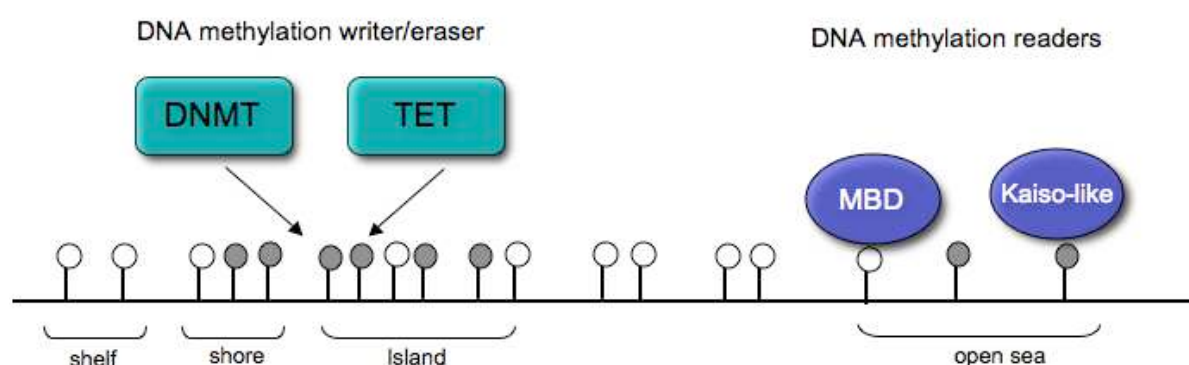 DNA methylation writer/eraser
DNA methylation readers
DNMT
TET
MBD
Kaiso-like
shelf
shore
Island
open sea